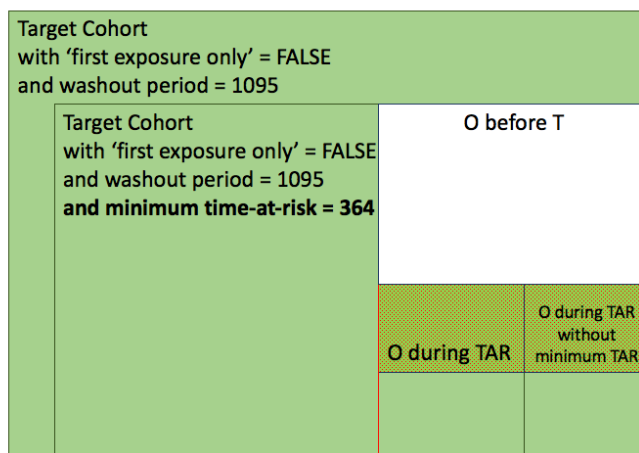 Target Cohort
with ‘first exposure only’ = FALSE
and washout period = 1095
Target Cohort
with ‘first exposure only’ = FALSE
and washout period = 1095
and minimum time-at-risk = 364
O before T
O during TAR
O during TAR
without
minimum TAR